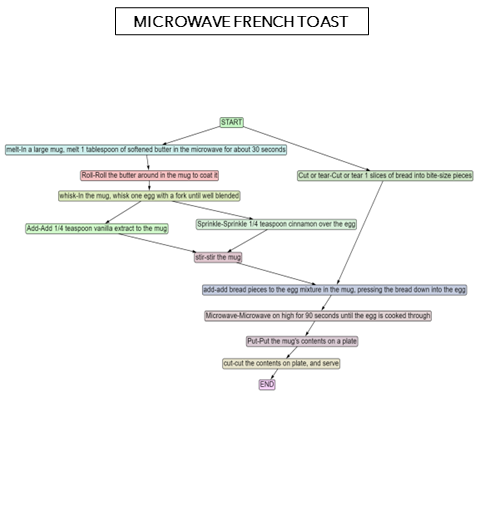 MICROWAVE FRENCH TOAST
START
melt-In a large mug, melt 1 tablespoon of softened butter in the microwave for about 30 seconds
Roll-Roll the butter around in the mug to coat it
Cut or tear-Cut or tear 1 slices of bread into bite-size pieces
whisk-In the mug, whisk one egg with a fork until well blended
Add-Add 1/4 teaspoon vanilla extract to the mug
Sprinkle-Sprinkle 1/4 teaspoon cinnamon over the egg
stir-stir the mug
add-add bread pieces to the egg mixture in the mug, pressing the bread down into the egg
Microwave-Microwave on high for 90 seconds until the egg is cooked through
Put-Put the mug's contents on a plate
cut-cut the contents on plate, and serve
END